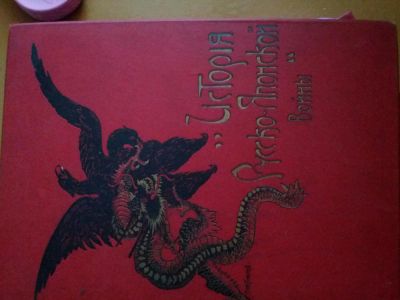 „ Исторія
Русско-Японской
Войны "